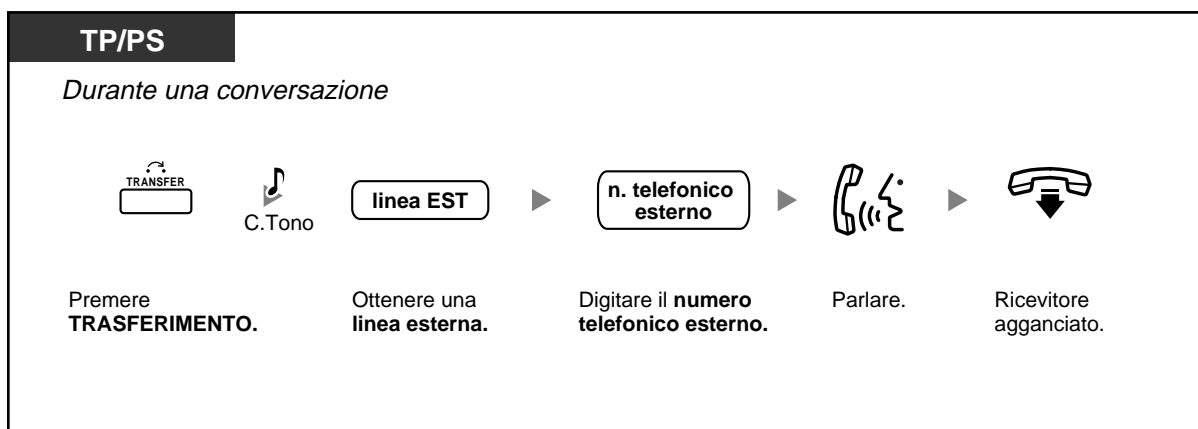 TP/PS
Durante una conversazione
TRANSFER
C.Tono
linea EST
n. telefonico
esterno
Premere
TRASFERIMENTO.
Ottenere una
linea esterna.
Digitare il numero
telefonico esterno.
Parlare.
Ricevitore
agganciato.